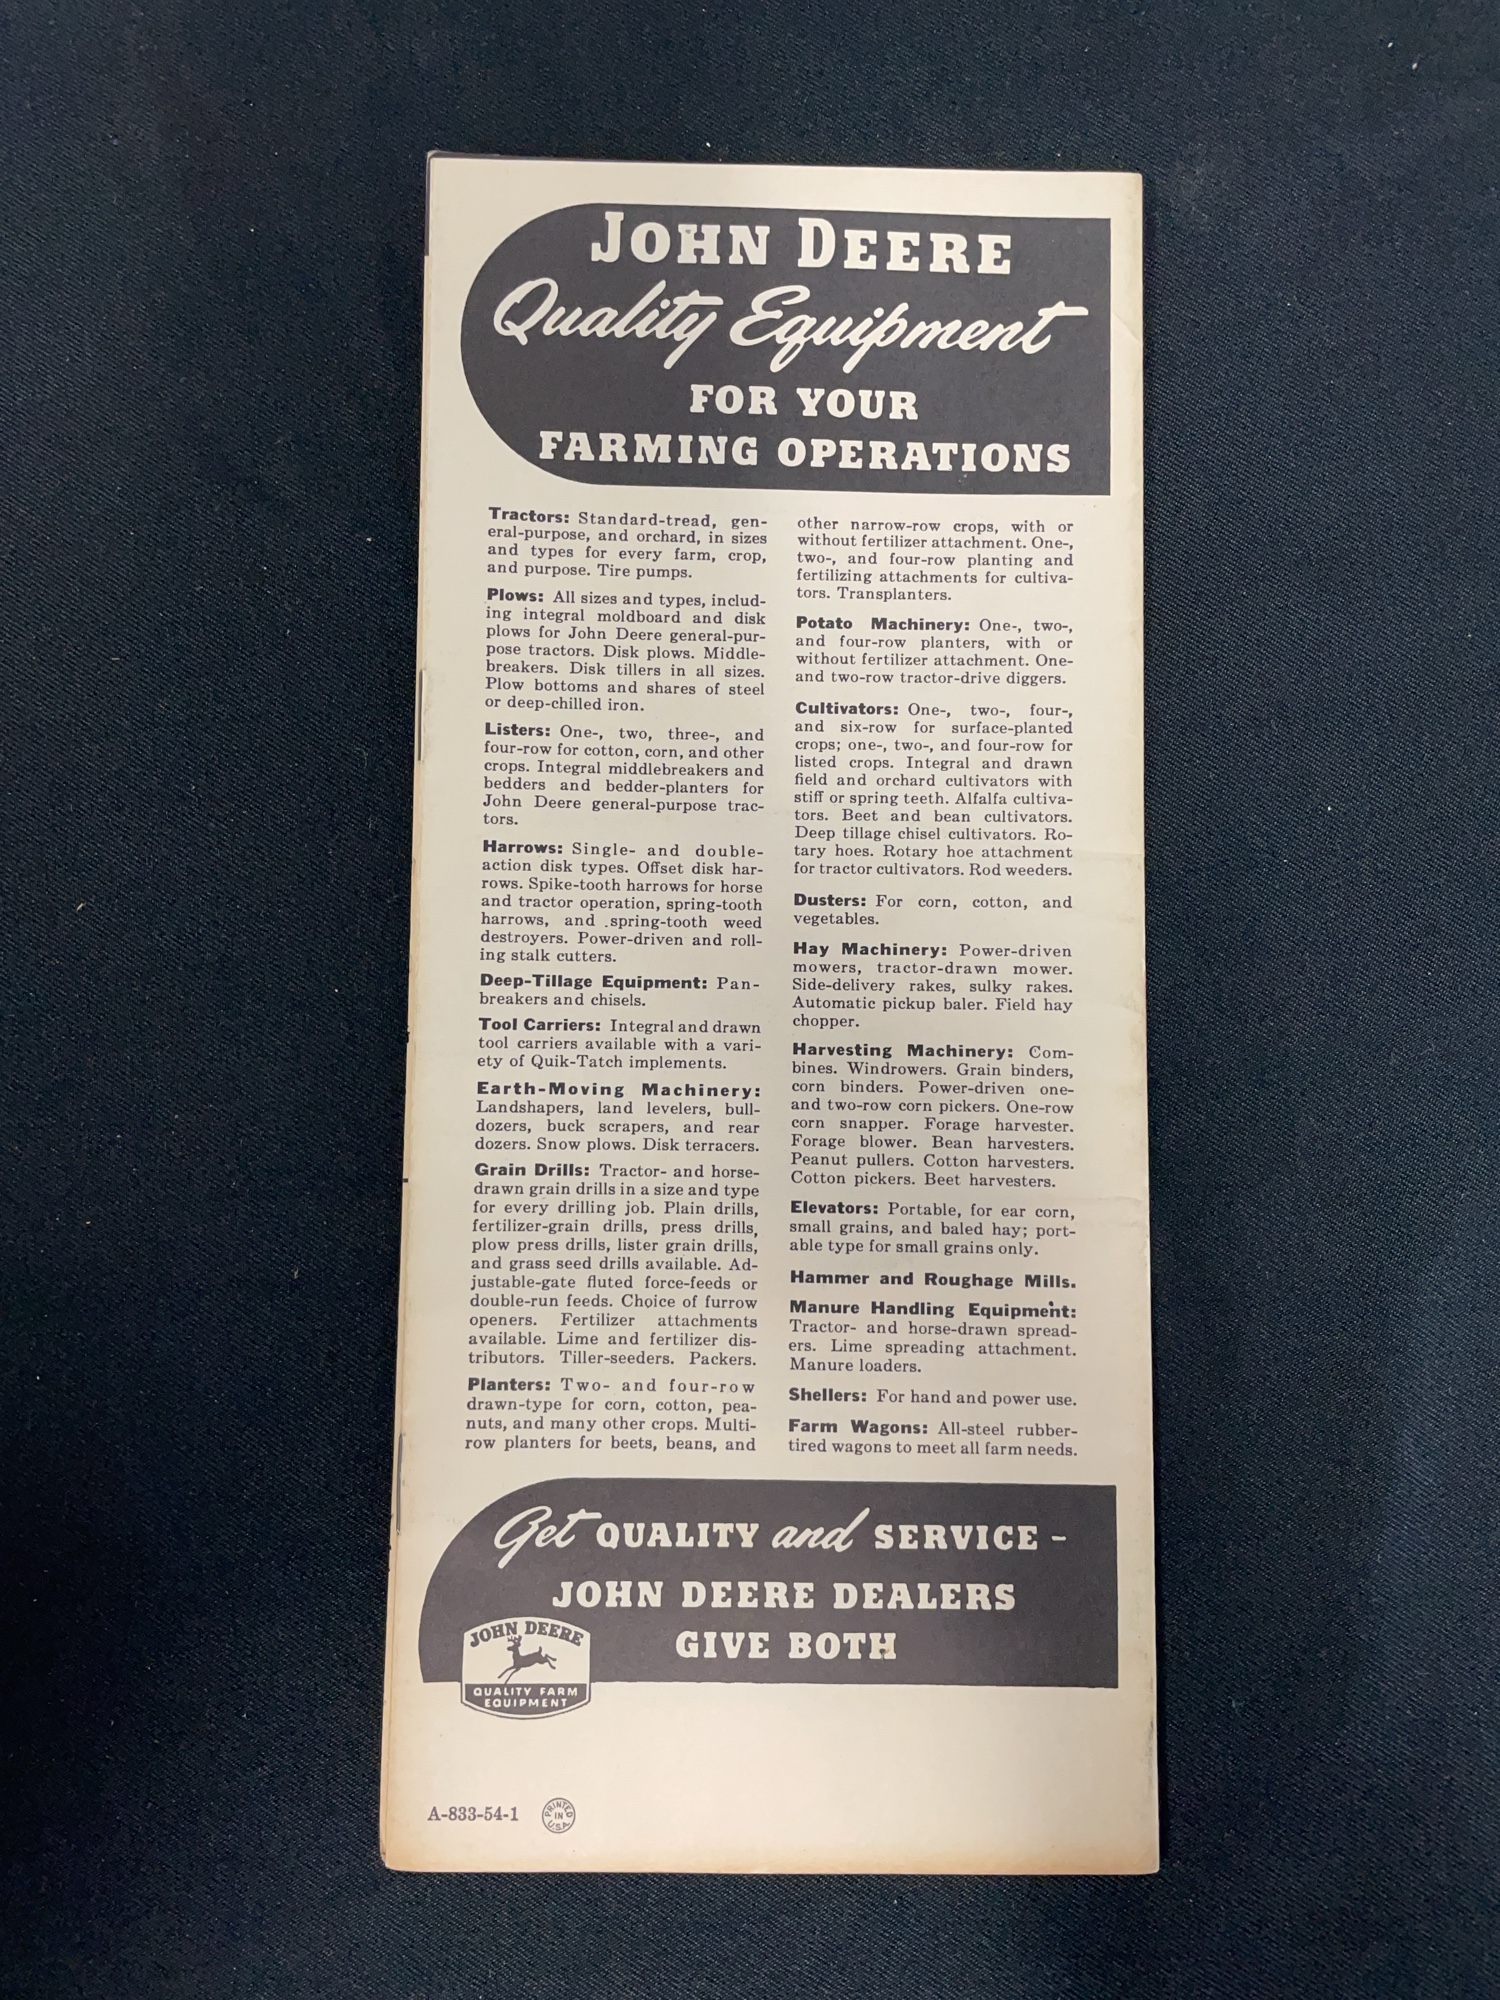 JOHN DEERE
Quality Equipment
FOR YOUR
FARMING OPERATIONS
Tractors: Standard-tread, gen-
eral-purpose, and orchard, in sizes
and types for every farm, crop,
and purpose. Tire pumps.
Plows: All sizes and types, includ-
ing integral moldboard and disk
plows for John Deere general-pur-
pose tractors. Disk plows. Middle-
breakers. Disk tillers in all sizes.
Plow bottoms and shares of steel
or deep-chilled iron.
Listers: One-, two, three-, and
four-row for cotton, corn, and other
crops. Integral middlebreakers and
bedders and bedder-planters for
John Deere general-purpose trac-
tors.
Harrows: Single- and double-
action disk types. Offset disk har-
rows. Spike-tooth harrows for horse
and tractor operation, spring-tooth
harrows, and spring-tooth weed
destroyers. Power-driven and roll-
ing stalk cutters.
Deep-Tillage Equipment: Pan-
breakers and chisels.
Tool Carriers: Integral and drawn
tool carriers available with a vari-
ety of Quik-Tatch implements.
Earth-Moving Machinery:
Landshapers, land levelers, bull-
dozers, buck scrapers, and rear
dozers. Snow plows. Disk terracers.
Grain Drills: Tractor- and horse-
drawn grain drills in a size and type
for every drilling job. Plain drills,
fertilizer-grain drills, press drills,
plow press drills, lister grain drills,
and grass seed drills available. Ad-
justable-gate fluted force-feeds or
double-run feeds. Choice of furrow
openers. Fertilizer attachments
available. Lime and fertilizer dis-
tributors. Tiller-seeders. Packers.
Planters: Two- and four-row
drawn-type for corn, cotton, pea-
nuts, and many other crops. Multi-
row planters for beets, beans, and
other narrow-row crops, with or
without fertilizer attachment. One-,
two-, and four-row planting and
fertilizing attachments for cultiva-
tors. Transplanters.
Potato Machinery: One-, two-,
and four-row planters, with or
without fertilizer attachment. One-
and two-row tractor-drive diggers.
Cultivators: One-, two-, four-,
and six-row for surface-planted
crops; one-, two-, and four-row for
listed crops. Integral and drawn
field and orchard cultivators with
stiff or spring teeth. Alfalfa cultiva-
tors. Beet and bean cultivators.
Deep tillage chisel cultivators. Ro-
tary hoes. Rotary hoe attachment
for tractor cultivators. Rod weeders.
Dusters: For corn, cotton, and
vegetables.
Hay Machinery: Power-driven
mowers, tractor-drawn mower.
Side-delivery rakes, sulky rakes.
Automatic pickup baler. Field hay
chopper.
Harvesting Machinery: Com-
bines. Windrowers. Grain binders,
corn binders. Power-driven one-
and two-row corn pickers. One-row
corn snapper. Forage harvester.
Forage blower. Bean harvesters.
Peanut pullers. Cotton harvesters.
Cotton pickers. Beet harvesters.
Elevators: Portable, for ear corn,
small grains, and baled hay; port-
able type for small grains only.
Hammer and Roughage Mills.
Manure Handling Equipment:
Tractor- and horse-drawn spread-
ers. Lime spreading attachment.
Manure loaders.
Shellers: For hand and power use.
Farm Wagons: All-steel rubber-
tired wagons to meet all farm needs.
Get QUALITY and SERVICE -
JOHN DEERE DEALERS
GIVE BOTH
JOHN DEERE
QUALITY FARM
EQUIPMENT
A-833-54-1
PRINTED
IN
U.S.A.